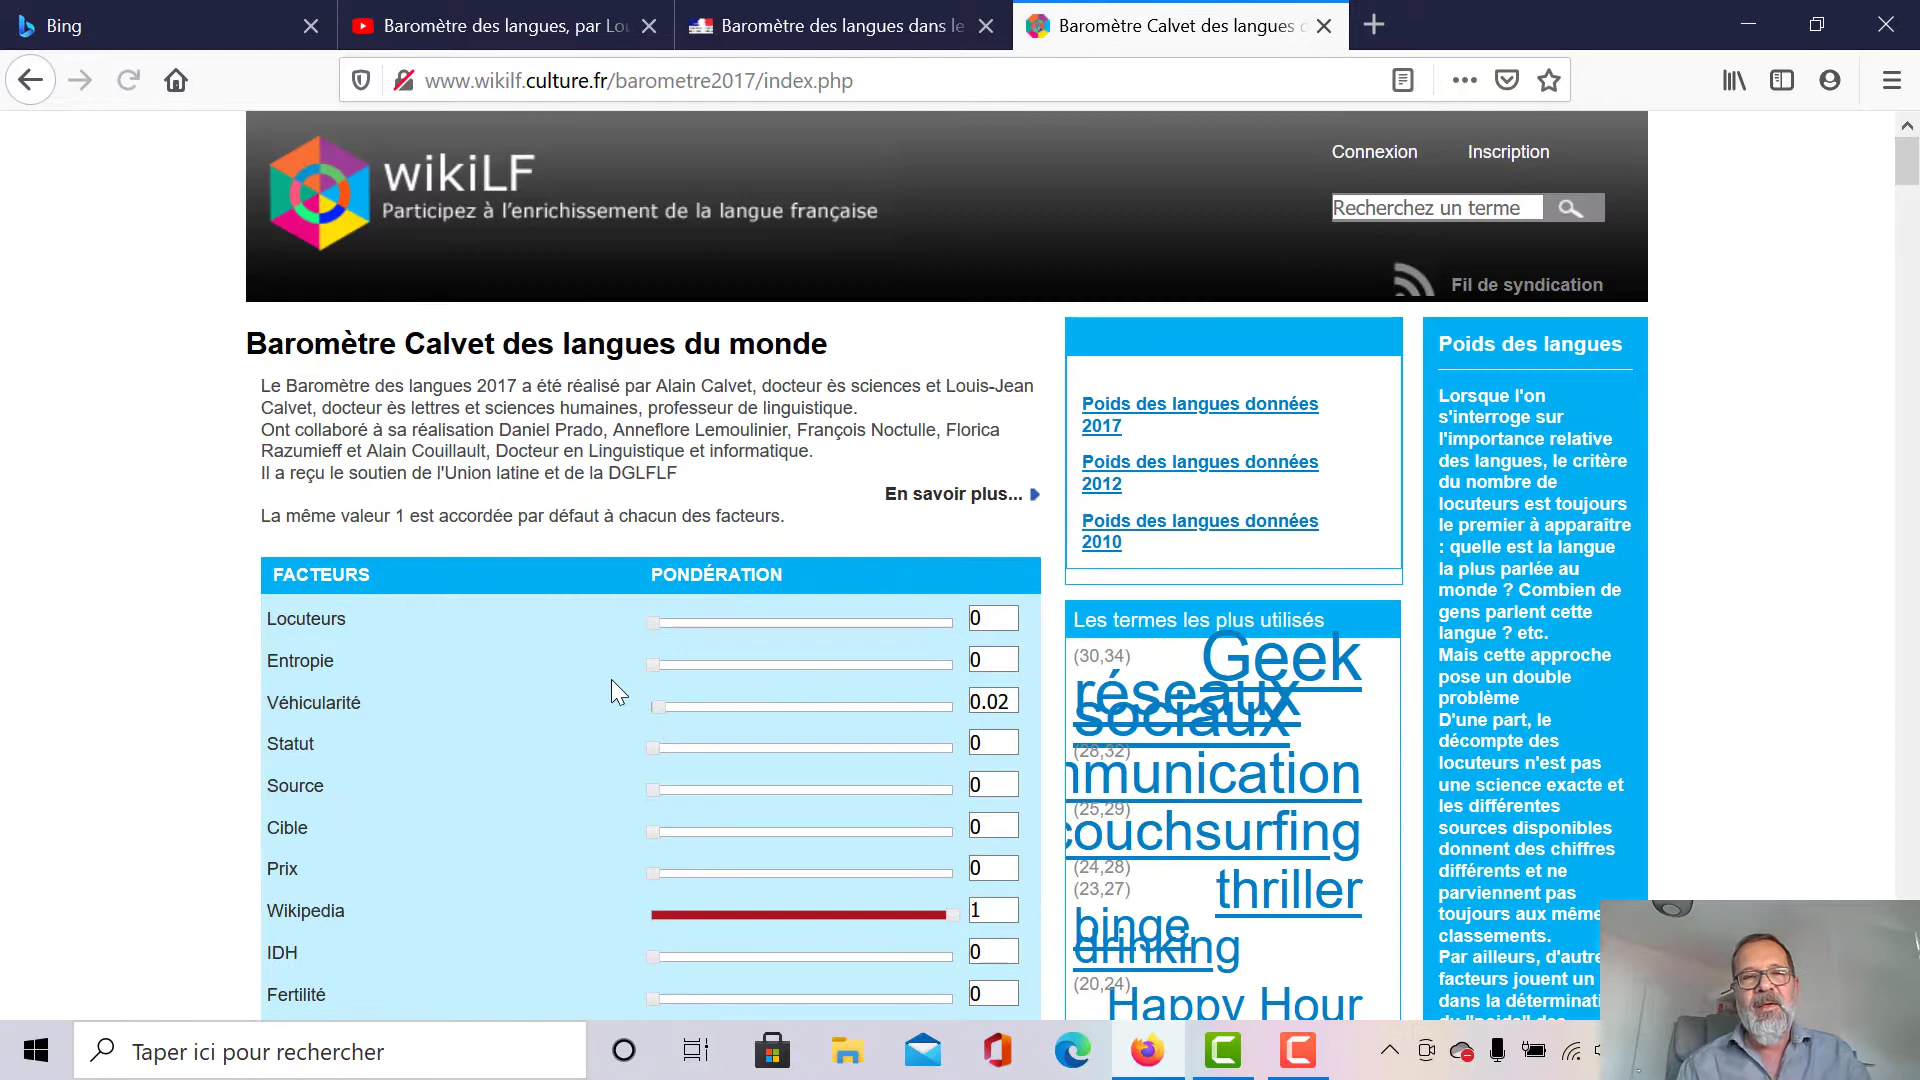 Bing
Baromètre des langues, par Lou
Baromètre des langues dans le
Baromètre Calvet des langues d
www.wikilf.culture.fr/barometre2017/index.php
wikiLF
Participez à l'enrichissement de la langue française
Connexion
Inscription
Recherchez un terme
Fil de syndication
Baromètre Calvet des langues du monde
Le Baromètre des langues 2017 a été réalisé par Alain Calvet, docteur ès sciences et Louis-Jean
Calvet, docteur ès lettres et sciences humaines, professeur de linguistique.
Ont collaboré à sa réalisation Daniel Prado, Anneflore Lemoulinier, François Noctulle, Florica
Razumieff et Alain Couillault, Docteur en Linguistique et informatique.
Il a reçu le soutien de l'Union latine et de la DGLFLF
En savoir plus...
La même valeur 1 est accordée par défaut à chacun des facteurs.
FACTEURS PONDÉRATION
Locuteurs 0
Entropie 0
Véhicularité 0.02
Statut 0
Source 0
Cible 0
Prix 0
Wikipedia 1
IDH 0
Fertilité 0
Poids des langues données
2017
Poids des langues données
2012
Poids des langues données
2010
Les termes les plus utilisés
(30,34) Geek
réseaux
sociaux
(28,32)
mmunication
(25,29)
couchsurfing
(24,28)
thriller
(23,27)
binge
drinking
(20,24)
Happy Hour
Poids des langues
Lorsque l'on
s'interroge sur
l'importance relative
des langues, le critère
du nombre de
locuteurs est toujours
le premier à apparaître
: quelle est la langue
la plus parlée au
monde ? Combien de
gens parlent cette
langue ? etc.
Mais cette approche
pose un double
problème
D'une part, le
décompte des
locuteurs n'est pas
une science exacte et
les différentes
sources disponibles
donnent des chiffres
différents et ne
parviennent pas
toujours aux même
classements.
Par ailleurs, d'autre
facteurs jouent un
dans la déterminati
Taper ici pour rechercher